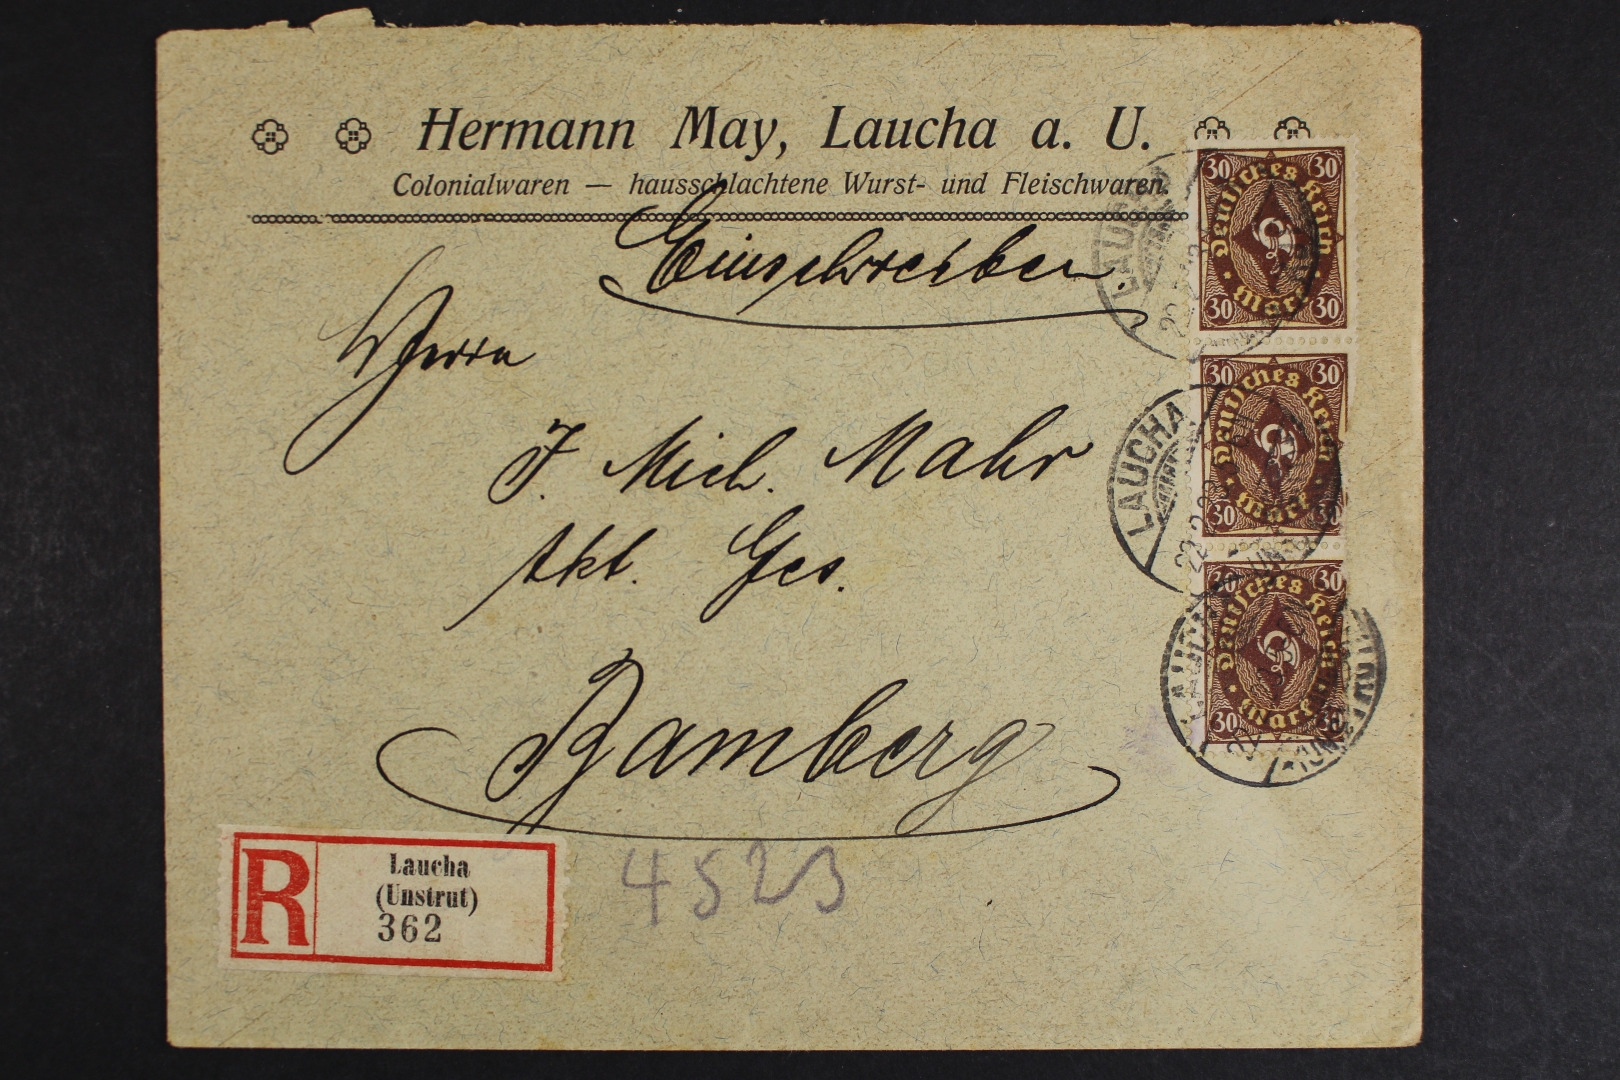 Hermann May, Laucha a. U.
Colonialwaren — hausschlachtene Wurst- und Fleischwaren.
Einschreiben.
Herrn
J. Mich. Mahr
Akt. Ges.
Bamberg
30 30
Deutsches Reich
Mark
30 30
LAUCHA
30 30
Deutsches Reich
Mark
30 30
LAUCHA
30 30
Deutsches Reich
Mark
30 30
R
Laucha
(Unstrut)
362
4523